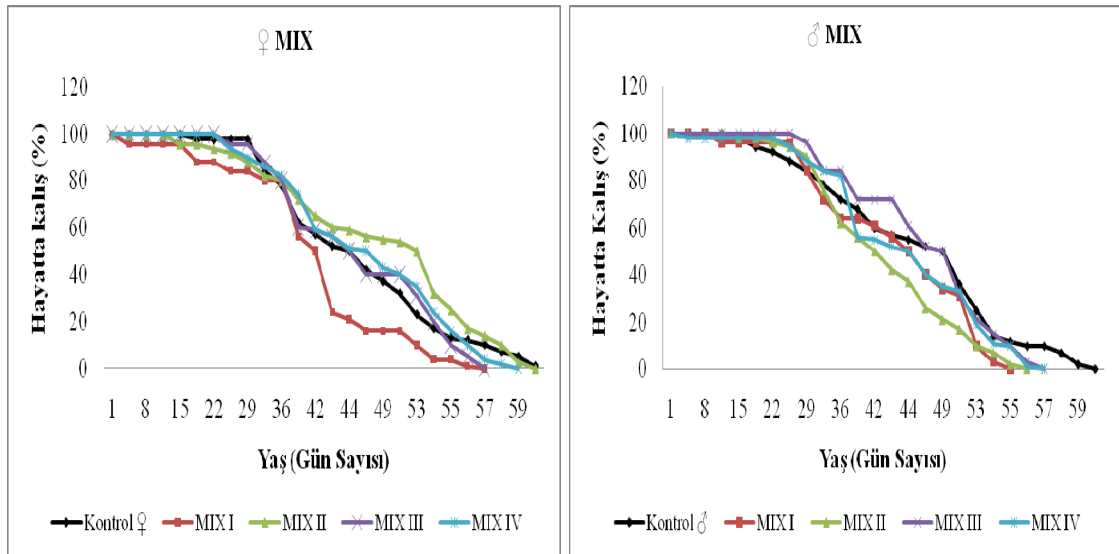 ♀ MIX
Hayatta kalış (%)
120
100
80
60
40
20
0
1 8 15 22 29 36 42 44 49 53 55 57 59
Yaş (Gün Sayısı)
Kontrol ♀ MIX I MIX II MIX III MIX IV
♂ MIX
Hayatta Kalış (%)
120
100
80
60
40
20
0
1 8 15 22 29 36 42 44 49 53 55 57 59
Yaş (Gün Sayısı)
Kontrol ♂ MIX I MIX II MIX III MIX IV